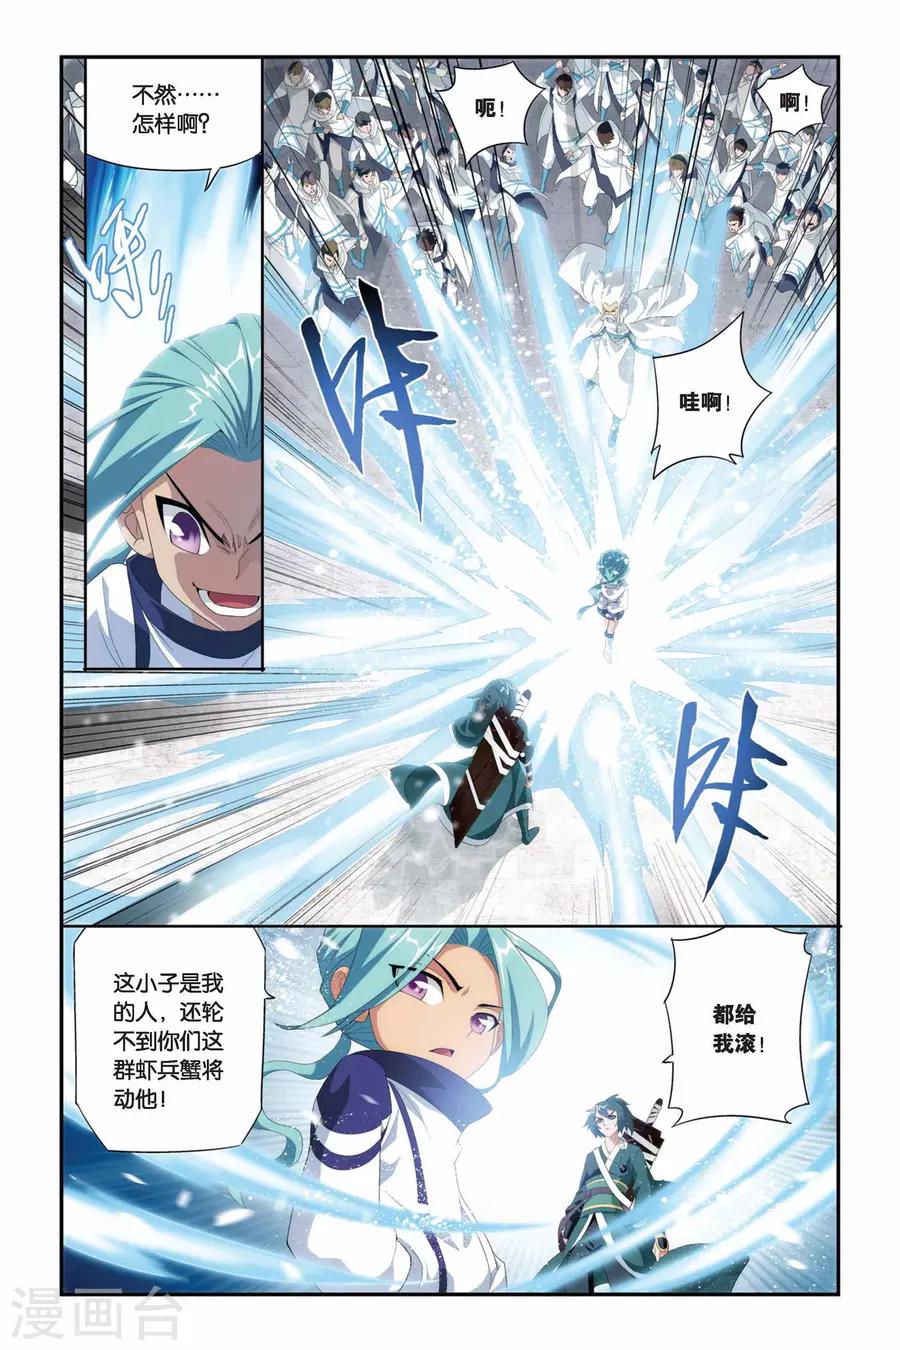 不然……
怎样啊？
呃！
啊！
哇啊！
咔
咔
这小子是我
的人，还轮
不到你们这
群虾兵蟹将
动他！
都给
我滚！
漫画台